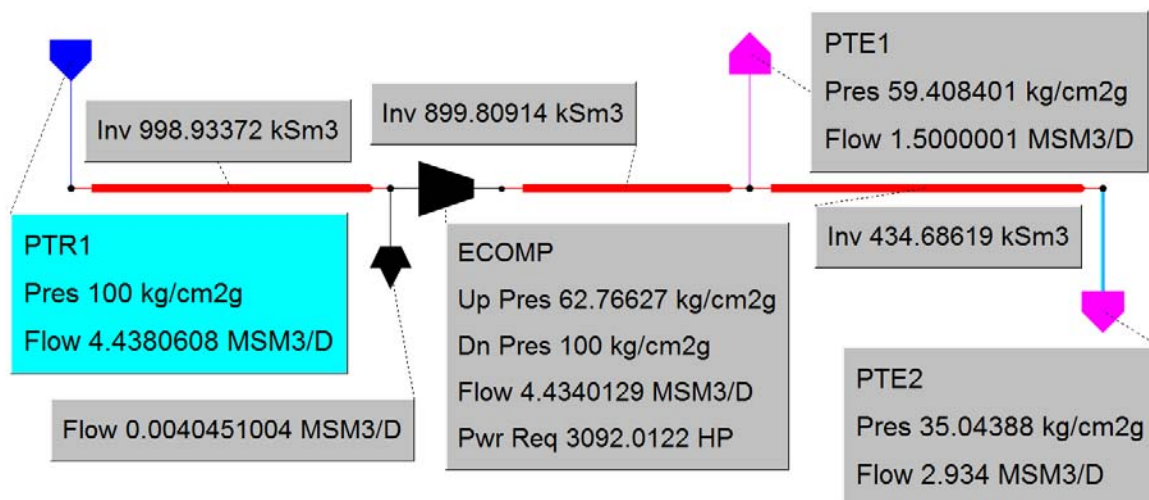 PTE1
Pres 59.408401 kg/cm2g
Flow 1.5000001 MSM3/D
Inv 998.93372 kSm3
Inv 899.80914 kSm3
PTR1
Pres 100 kg/cm2g
Flow 4.4380608 MSM3/D
ECOMP
Up Pres 62.76627 kg/cm2g
Dn Pres 100 kg/cm2g
Flow 4.4340129 MSM3/D
Pwr Req 3092.0122 HP
Inv 434.68619 kSm3
Flow 0.0040451004 MSM3/D
PTE2
Pres 35.04388 kg/cm2g
Flow 2.934 MSM3/D